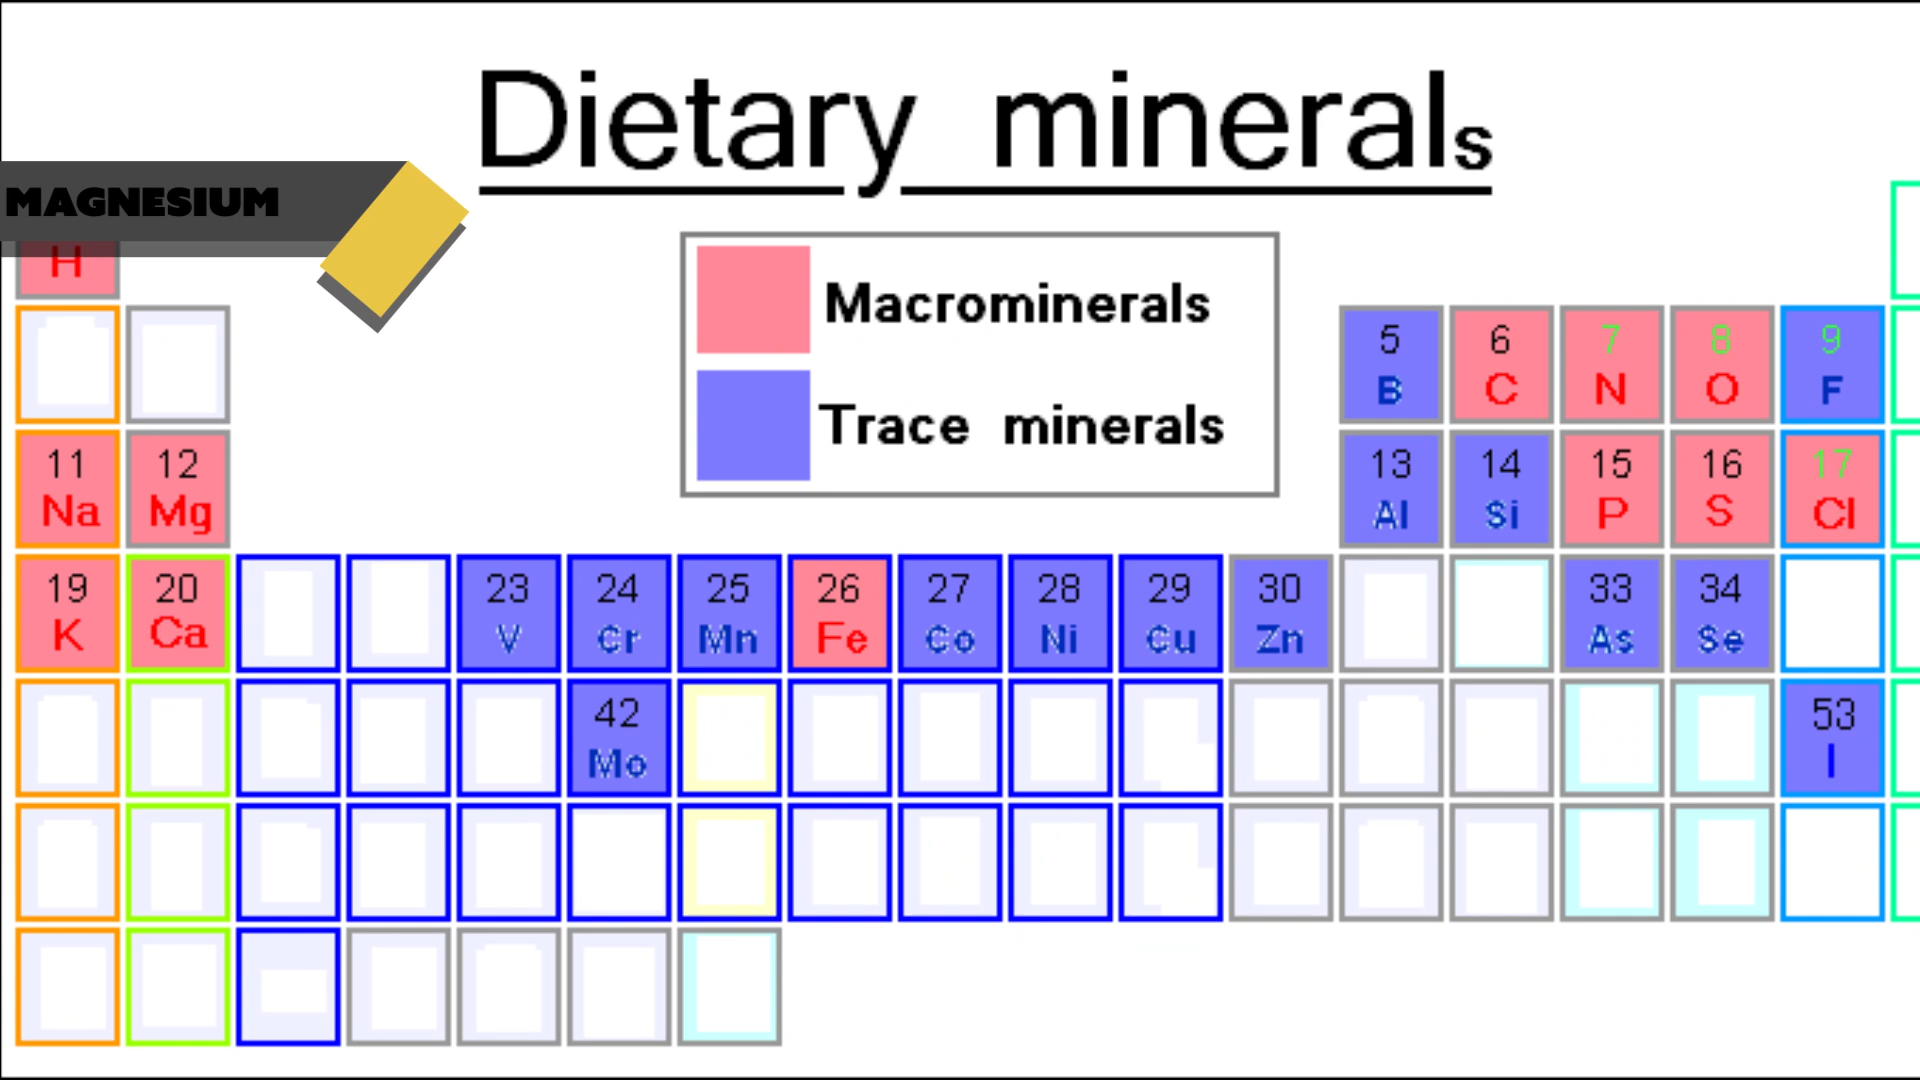 Dietary minerals
MAGNESIUM
H
Macrominerals
Trace minerals
5 6 7 8 9
B C N O F
11 12 13 14 15 16 17
Na Mg Al Si P S Cl
19 20 23 24 25 26 27 28 29 30 33 34
K Ca V Cr Mn Fe Co Ni Cu Zn As Se
42 53
Mo I